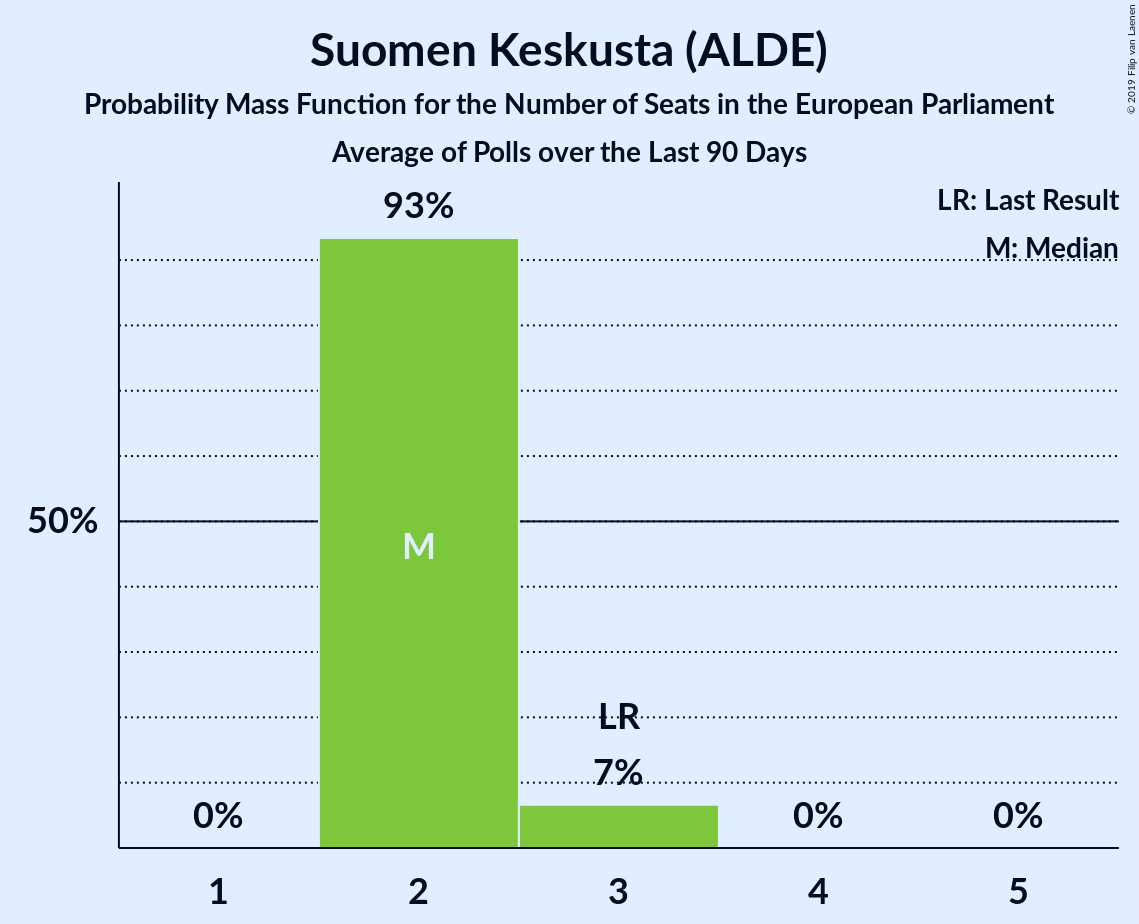 Suomen Keskusta (ALDE)
Probability Mass Function for the Number of Seats in the European Parliament
Average of Polls over the Last 90 Days
© 2019 Filip van Laenen
LR: Last Result
M: Median
93%
50%
M
LR
7%
0%
0%
0%
1
2
3
4
5